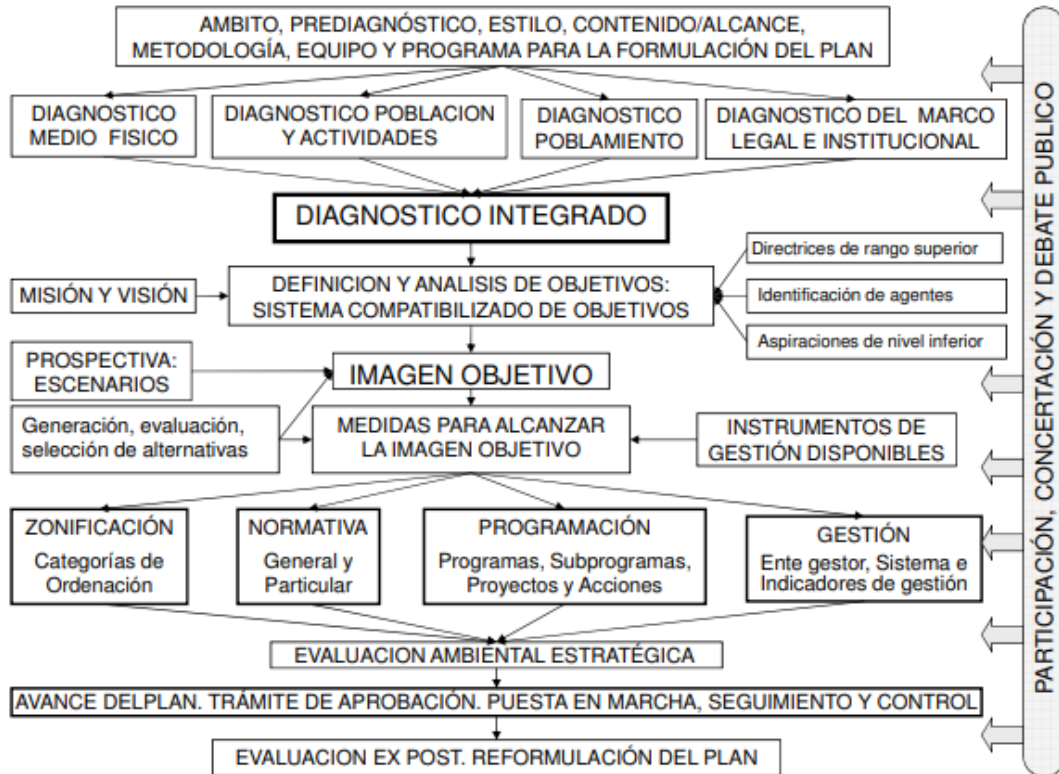 AMBITO, PREDIAGNÓSTICO, ESTILO, CONTENIDO/ALCANCE,
METODOLOGÍA, EQUIPO Y PROGRAMA PARA LA FORMULACIÓN DEL PLAN
DIAGNOSTICO
MEDIO FISICO
DIAGNOSTICO POBLACION
Y ACTIVIDADES
DIAGNOSTICO
POBLAMIENTO
DIAGNOSTICO DEL MARCO
LEGAL E INSTITUCIONAL
DIAGNOSTICO INTEGRADO
MISIÓN Y VISIÓN
DEFINICION Y ANALISIS DE OBJETIVOS:
SISTEMA COMPATIBILIZADO DE OBJETIVOS
Directrices de rango superior
Identificación de agentes
Aspiraciones de nivel inferior
PROSPECTIVA:
ESCENARIOS
IMAGEN OBJETIVO
Generación, evaluación,
selección de alternativas
MEDIDAS PARA ALCANZAR
LA IMAGEN OBJETIVO
INSTRUMENTOS DE
GESTIÓN DISPONIBLES
ZONIFICACIÓN
Categorías de
Ordenación
NORMATIVA
General y
Particular
PROGRAMACIÓN
Programas, Subprogramas,
Proyectos y Acciones
GESTIÓN
Ente gestor, Sistema e
Indicadores de gestión
EVALUACION AMBIENTAL ESTRATÉGICA
AVANCE DELPLAN. TRÁMITE DE APROBACIÓN. PUESTA EN MARCHA, SEGUIMIENTO Y CONTROL
EVALUACION EX POST. REFORMULACIÓN DEL PLAN
PARTICIPACIÓN, CONCERTACIÓN Y DEBATE PUBLICO